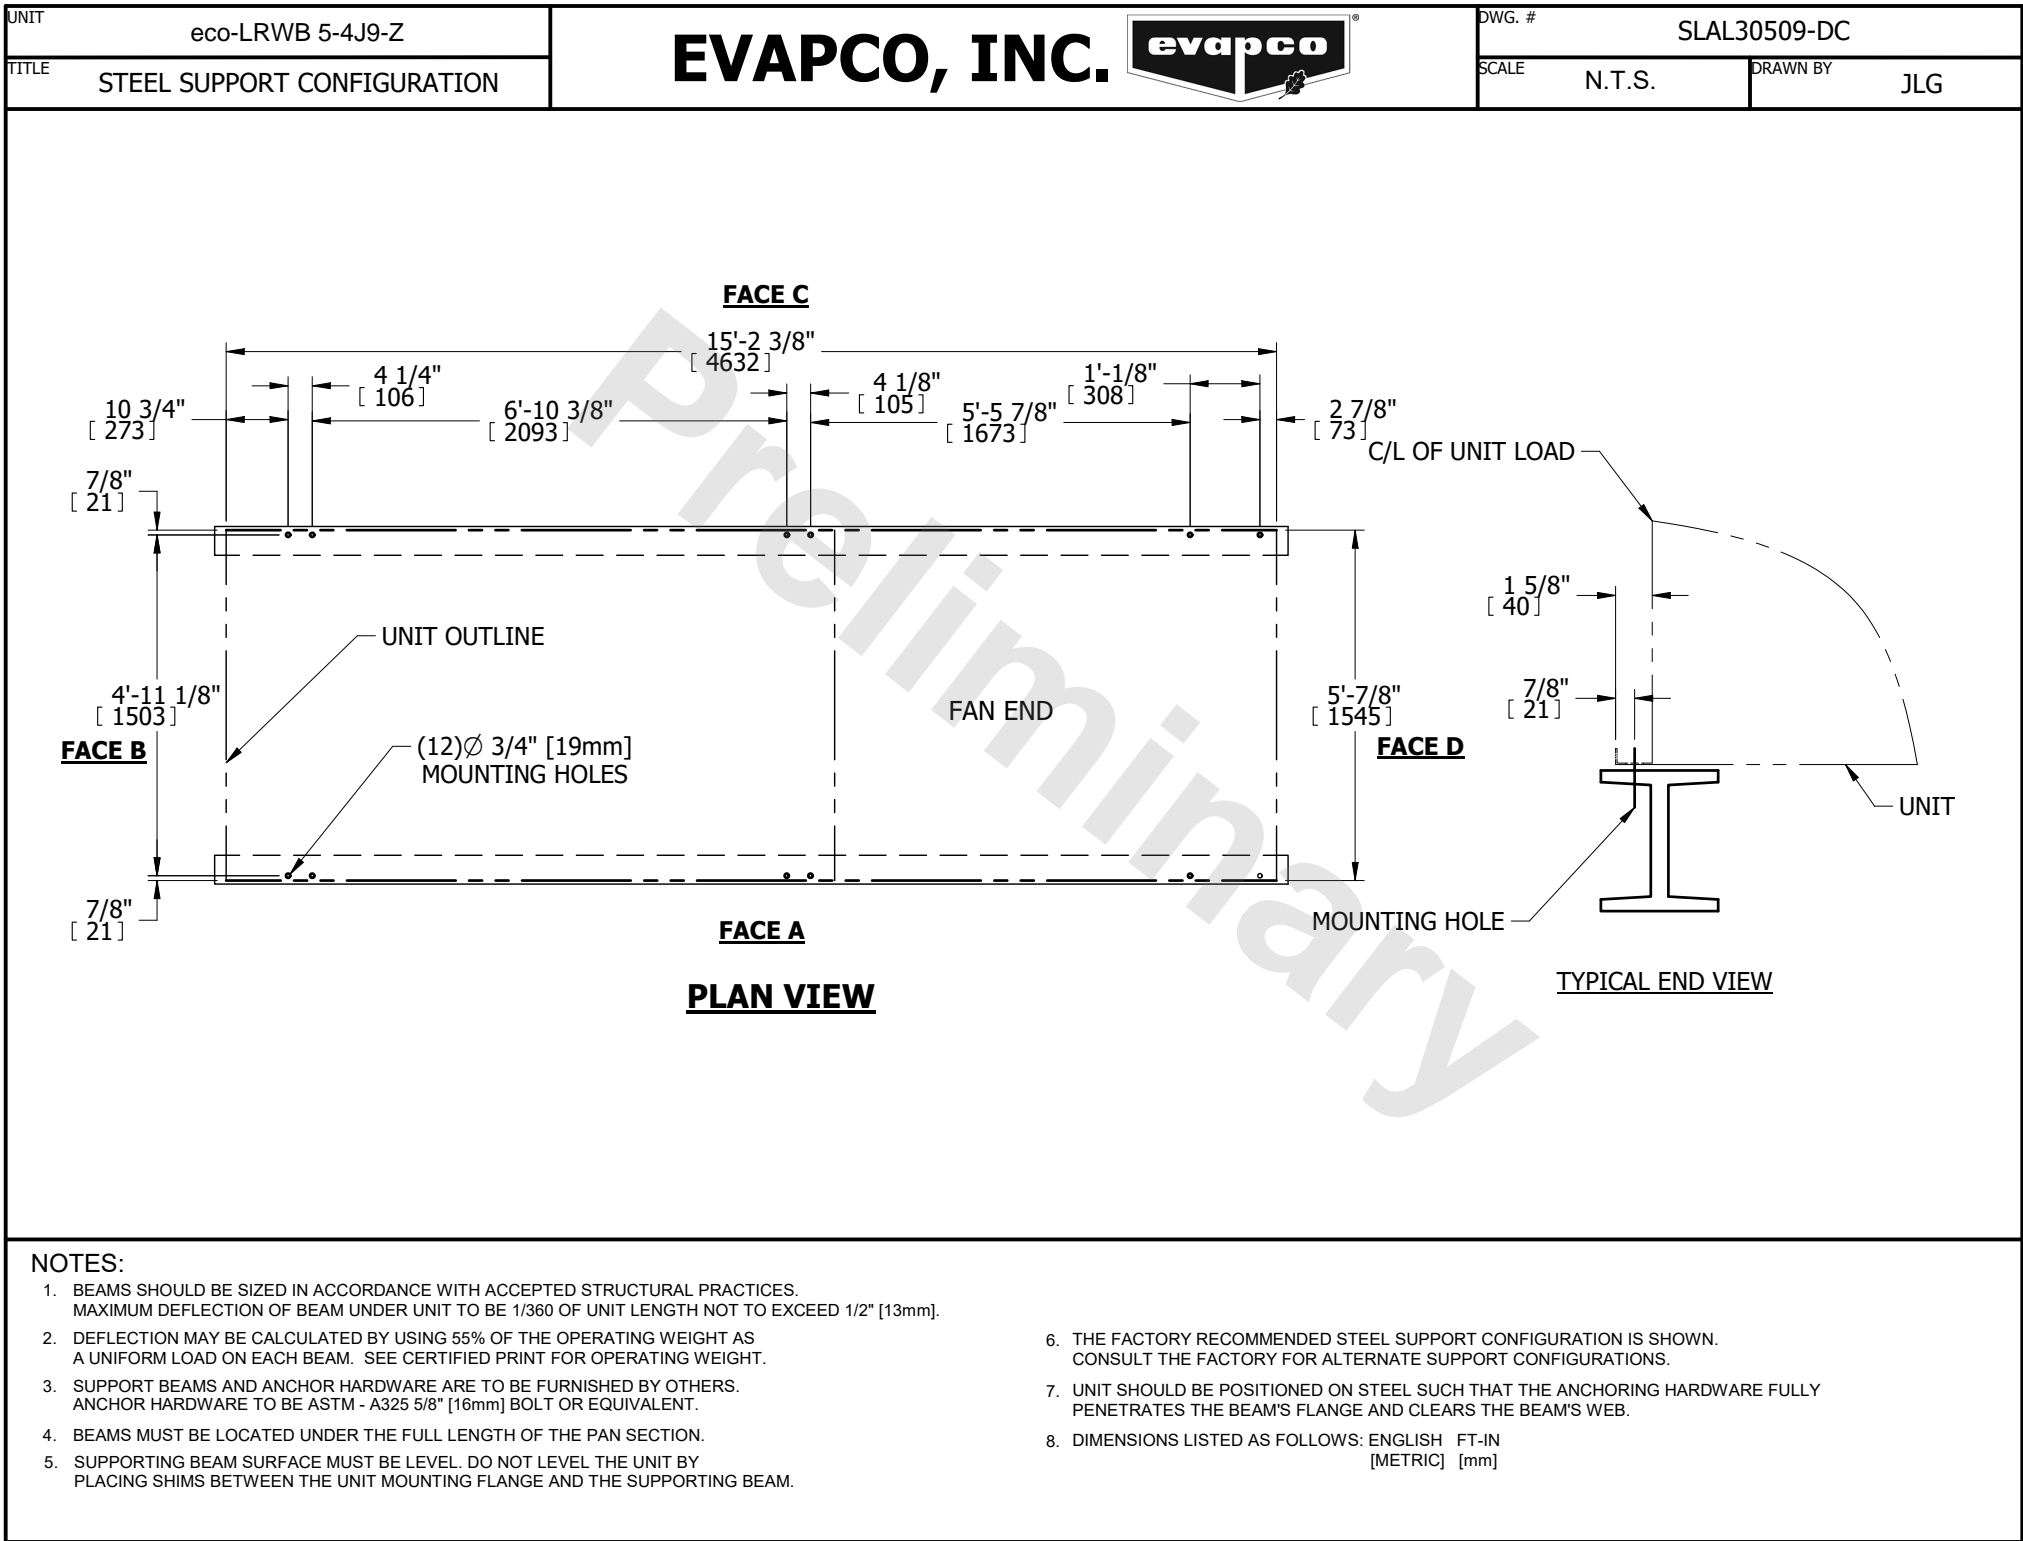 UNIT
eco-LRWB 5-4J9-Z
TITLE
STEEL SUPPORT CONFIGURATION
EVAPCO, INC.
evapco
®
DWG. #
SLAL30509-DC
SCALE
N.T.S.
DRAWN BY
JLG
FACE C
15'-2 3/8"
[ 4632 ]
4 1/4"
[ 106 ]
4 1/8"
[ 105 ]
1'-1/8"
[ 308 ]
10 3/4"
[ 273 ]
6'-10 3/8"
[ 2093 ]
5'-5 7/8"
[ 1673 ]
2 7/8"
[ 73 ]
C/L OF UNIT LOAD
7/8"
[ 21 ]
1 5/8"
[ 40 ]
UNIT OUTLINE
4'-11 1/8"
[ 1503 ]
FACE B
FAN END
5'-7/8"
[ 1545 ]
FACE D
7/8"
[ 21 ]
(12)∅ 3/4" [19mm]
MOUNTING HOLES
UNIT
7/8"
[ 21 ]
FACE A
MOUNTING HOLE
PLAN VIEW
TYPICAL END VIEW
Preliminary
NOTES:
1. BEAMS SHOULD BE SIZED IN ACCORDANCE WITH ACCEPTED STRUCTURAL PRACTICES.
MAXIMUM DEFLECTION OF BEAM UNDER UNIT TO BE 1/360 OF UNIT LENGTH NOT TO EXCEED 1/2" [13mm].
2. DEFLECTION MAY BE CALCULATED BY USING 55% OF THE OPERATING WEIGHT AS
A UNIFORM LOAD ON EACH BEAM. SEE CERTIFIED PRINT FOR OPERATING WEIGHT.
3. SUPPORT BEAMS AND ANCHOR HARDWARE ARE TO BE FURNISHED BY OTHERS.
ANCHOR HARDWARE TO BE ASTM - A325 5/8" [16mm] BOLT OR EQUIVALENT.
4. BEAMS MUST BE LOCATED UNDER THE FULL LENGTH OF THE PAN SECTION.
5. SUPPORTING BEAM SURFACE MUST BE LEVEL. DO NOT LEVEL THE UNIT BY
PLACING SHIMS BETWEEN THE UNIT MOUNTING FLANGE AND THE SUPPORTING BEAM.
6. THE FACTORY RECOMMENDED STEEL SUPPORT CONFIGURATION IS SHOWN.
CONSULT THE FACTORY FOR ALTERNATE SUPPORT CONFIGURATIONS.
7. UNIT SHOULD BE POSITIONED ON STEEL SUCH THAT THE ANCHORING HARDWARE FULLY
PENETRATES THE BEAM'S FLANGE AND CLEARS THE BEAM'S WEB.
8. DIMENSIONS LISTED AS FOLLOWS: ENGLISH FT-IN
[METRIC] [mm]